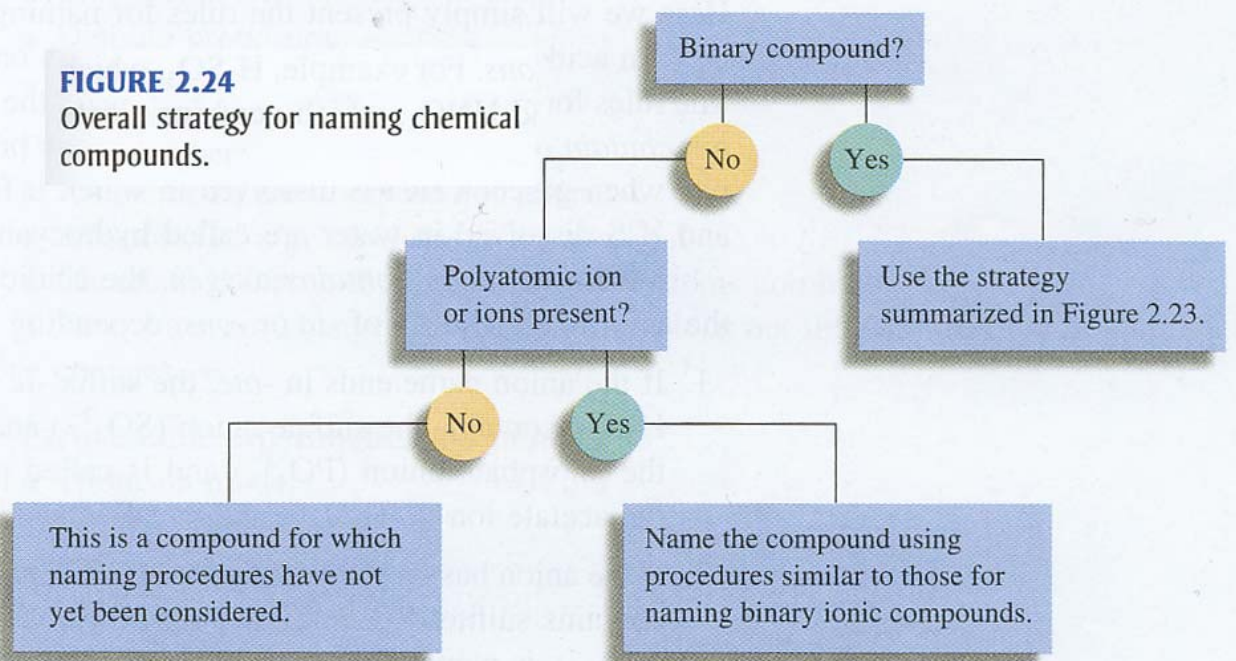 FIGURE 2.24
Overall strategy for naming chemical
compounds.
Binary compound?
No
Yes
Polyatomic ion
or ions present?
Use the strategy
summarized in Figure 2.23.
No
Yes
This is a compound for which
naming procedures have not
yet been considered.
Name the compound using
procedures similar to those for
naming binary ionic compounds.